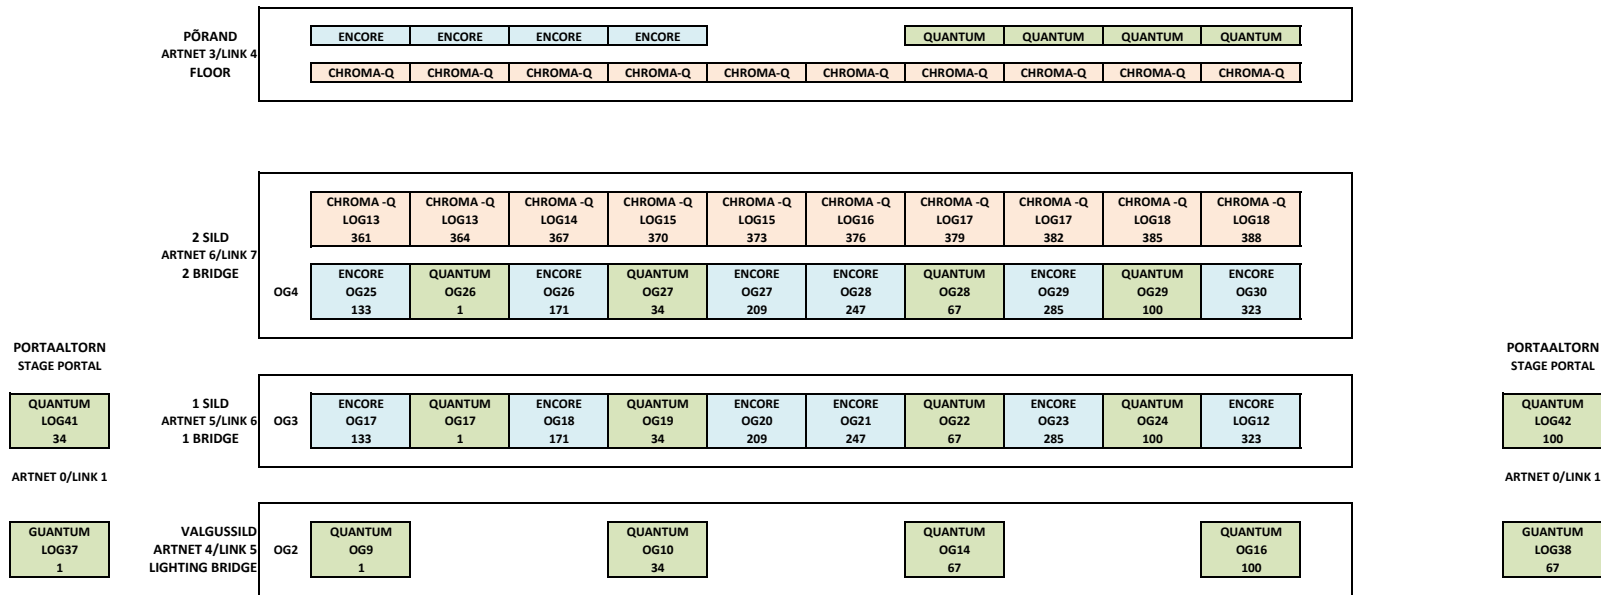 PÕRAND
ARTNET 3/LINK 4
FLOOR
ENCORE ENCORE ENCORE ENCORE QUANTUM QUANTUM QUANTUM QUANTUM
CHROMA-Q CHROMA-Q CHROMA-Q CHROMA-Q CHROMA-Q CHROMA-Q CHROMA-Q CHROMA-Q CHROMA-Q CHROMA-Q
2 SILD
ARTNET 6/LINK 7
2 BRIDGE
CHROMA -Q CHROMA -Q CHROMA -Q CHROMA -Q CHROMA -Q CHROMA -Q CHROMA -Q CHROMA -Q CHROMA -Q CHROMA -Q
LOG13 LOG13 LOG14 LOG15 LOG15 LOG16 LOG17 LOG17 LOG18 LOG18
361 364 367 370 373 376 379 382 385 388
OG4
ENCORE QUANTUM ENCORE QUANTUM ENCORE ENCORE QUANTUM ENCORE QUANTUM ENCORE
OG25 OG26 OG26 OG27 OG27 OG28 OG28 OG29 OG29 OG30
133 1 171 34 209 247 67 285 100 323
PORTAALTORN
STAGE PORTAL
QUANTUM
LOG41
34
ARTNET 0/LINK 1
GUANTUM
LOG37
1
1 SILD
ARTNET 5/LINK 6
1 BRIDGE
OG3
ENCORE QUANTUM ENCORE QUANTUM ENCORE ENCORE QUANTUM ENCORE QUANTUM ENCORE
OG17 OG17 OG18 OG19 OG20 OG21 OG22 OG23 OG24 LOG12
133 1 171 34 209 247 67 285 100 323
VALGUSSILD
ARTNET 4/LINK 5
LIGHTING BRIDGE
OG2
QUANTUM QUANTUM QUANTUM QUANTUM
OG9 OG10 OG14 OG16
1 34 67 100
PORTAALTORN
STAGE PORTAL
QUANTUM
LOG42
100
ARTNET 0/LINK 1
GUANTUM
LOG38
67